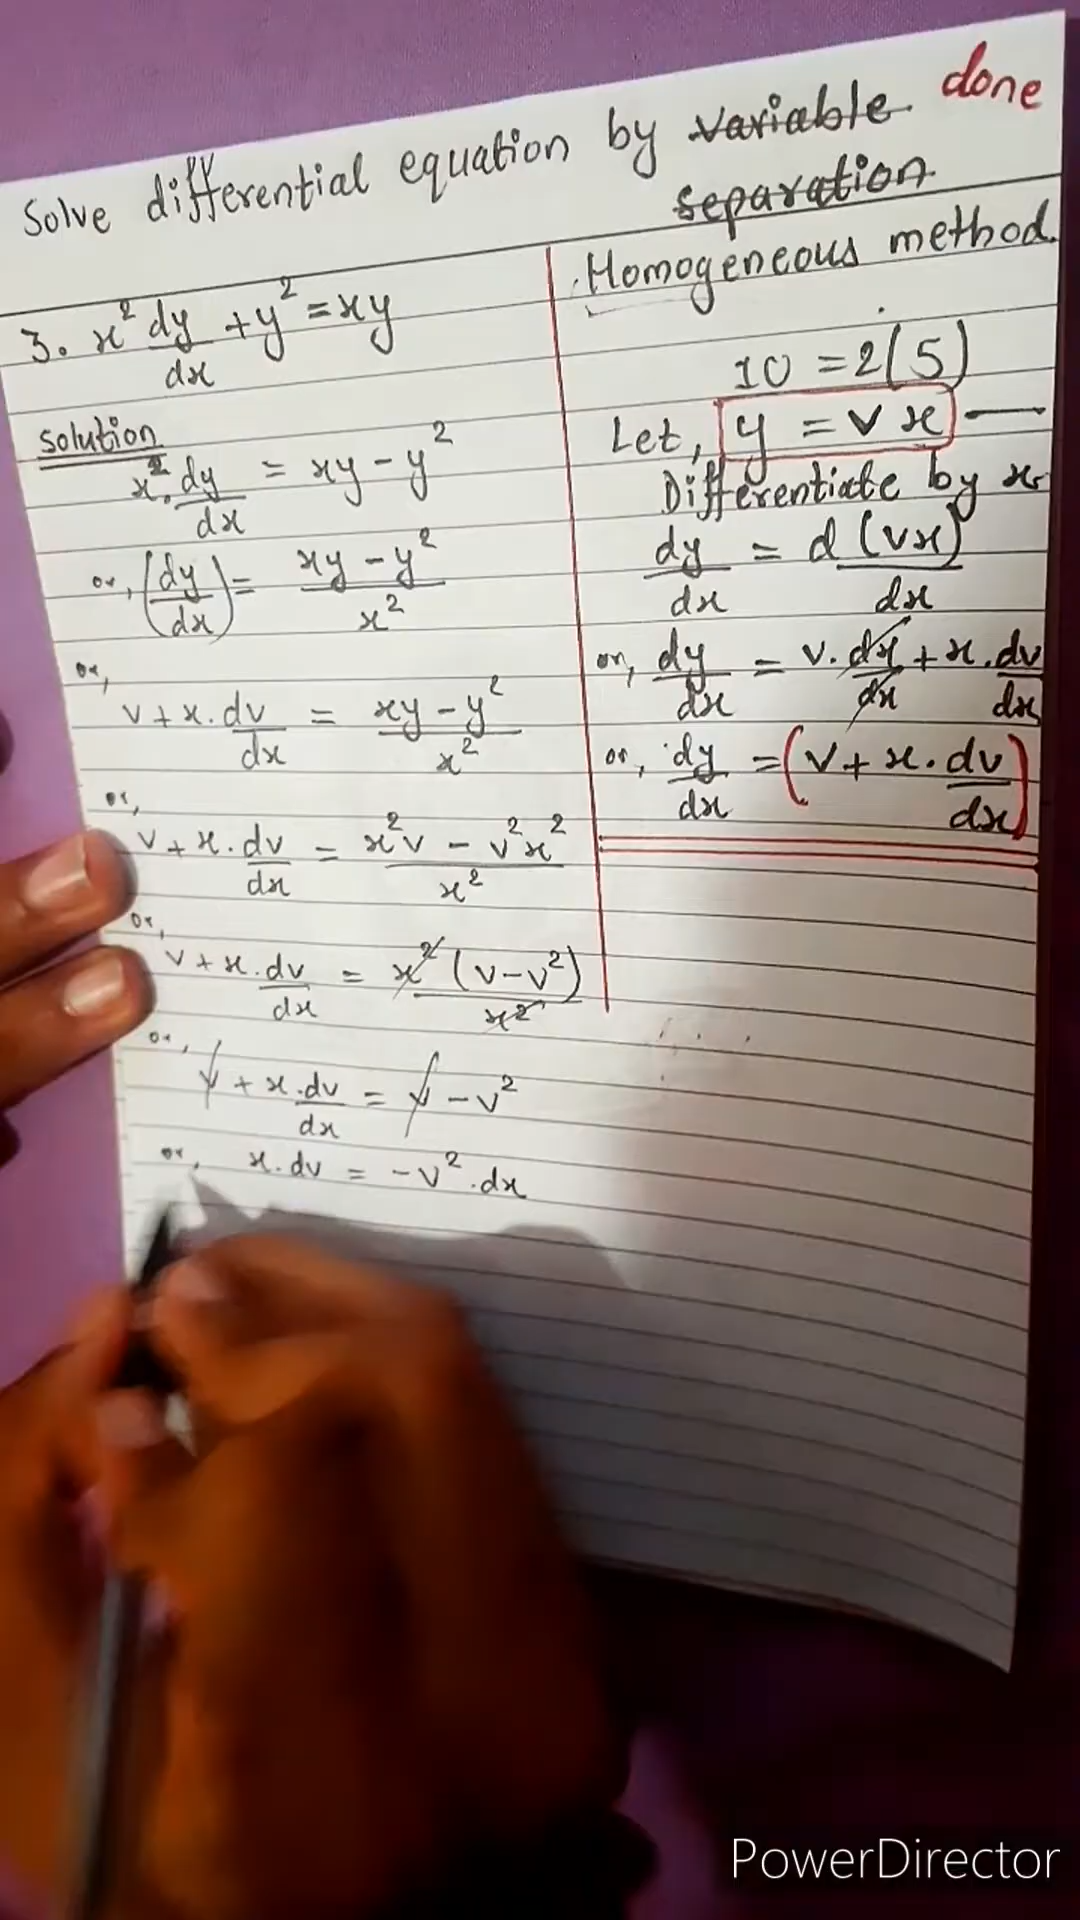 Solve differential equation by variable done
separation
Homogeneous method
3. x² dy/dx + y² = xy
Solution
x². dy/dx = xy - y²
or, (dy/dx) = xy - y² / x²
or,
v + x. dv/dx = xy - y² / x²
or,
v + x. dv/dx = x²v - v²x² / x²
or,
v + x. dv/dx = x² (v - v²) / x²
or,
v + x. dv/dx = v - v²
or, x. dv = -v². dx
10 = 2(5)
Let, y = vx —
Differentiate by x
dy/dx = d(vx)/dx
or, dy/dx = v. dx/dx + x. dv/dx
or, dy/dx = (v + x. dv/dx)
PowerDirector